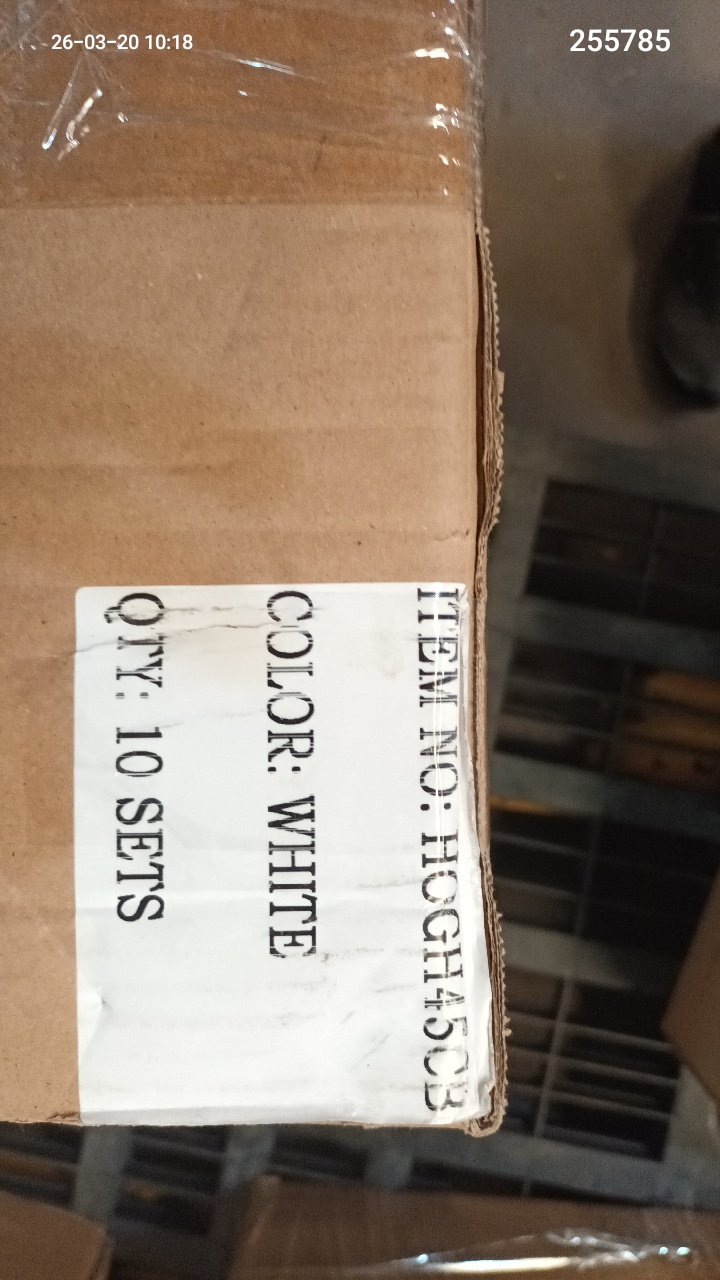 26-03-20 10:18
255785
ITEM NO: HOGH45CB
COLOR: WHITE
QTY: 10 SETS